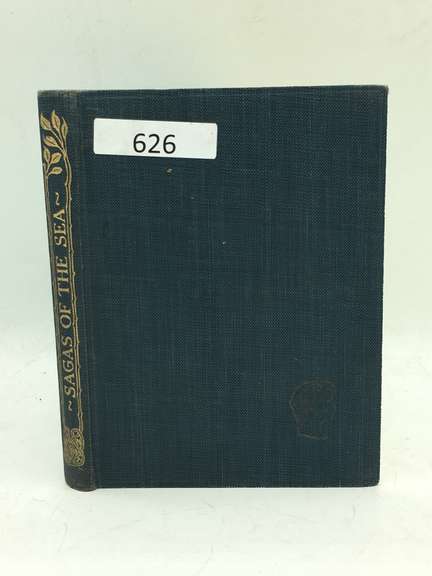 626
~ SAGAS OF THE SEA ~